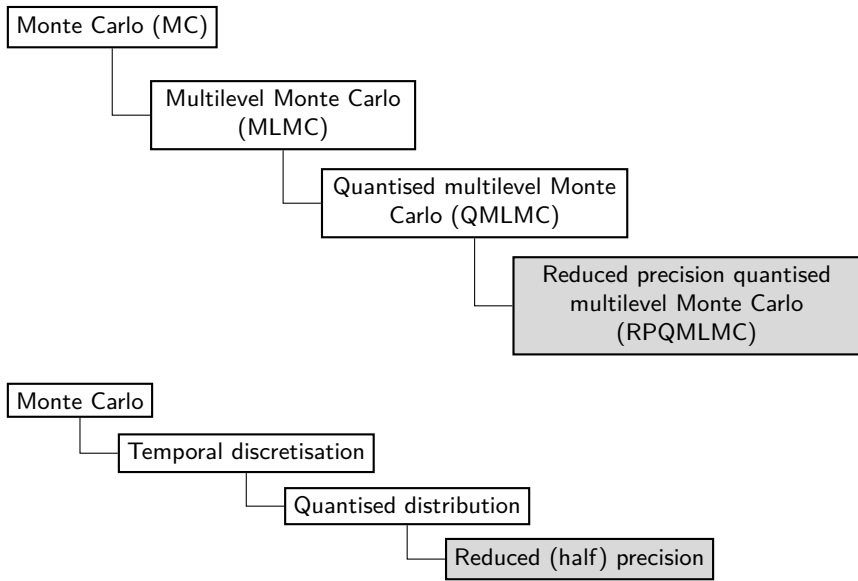 Monte Carlo (MC)
Multilevel Monte Carlo
(MLMC)
Quantised multilevel Monte
Carlo (QMLMC)
Reduced precision quantised
multilevel Monte Carlo
(RPQMLMC)
Monte Carlo
Temporal discretisation
Quantised distribution
Reduced (half) precision